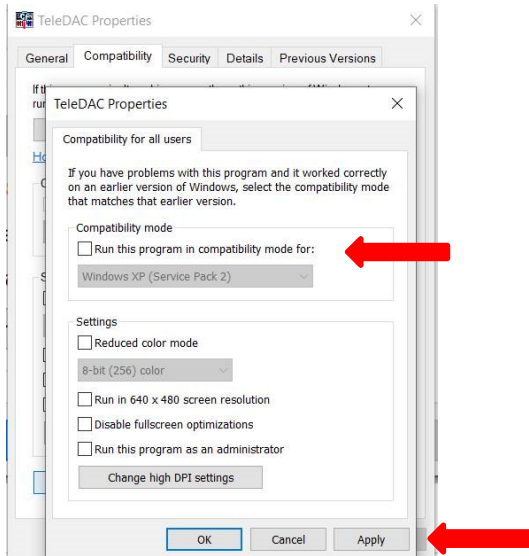 TeleDAC Properties
General Compatibility Security Details Previous Versions
TeleDAC Properties
Compatibility for all users
If you have problems with this program and it worked correctly
on an earlier version of Windows, select the compatibility mode
that matches that earlier version.
Compatibility mode
Run this program in compatibility mode for:
Windows XP (Service Pack 2)
Settings
Reduced color mode
8-bit (256) color
Run in 640 x 480 screen resolution
Disable fullscreen optimizations
Run this program as an administrator
Change high DPI settings
OK Cancel Apply